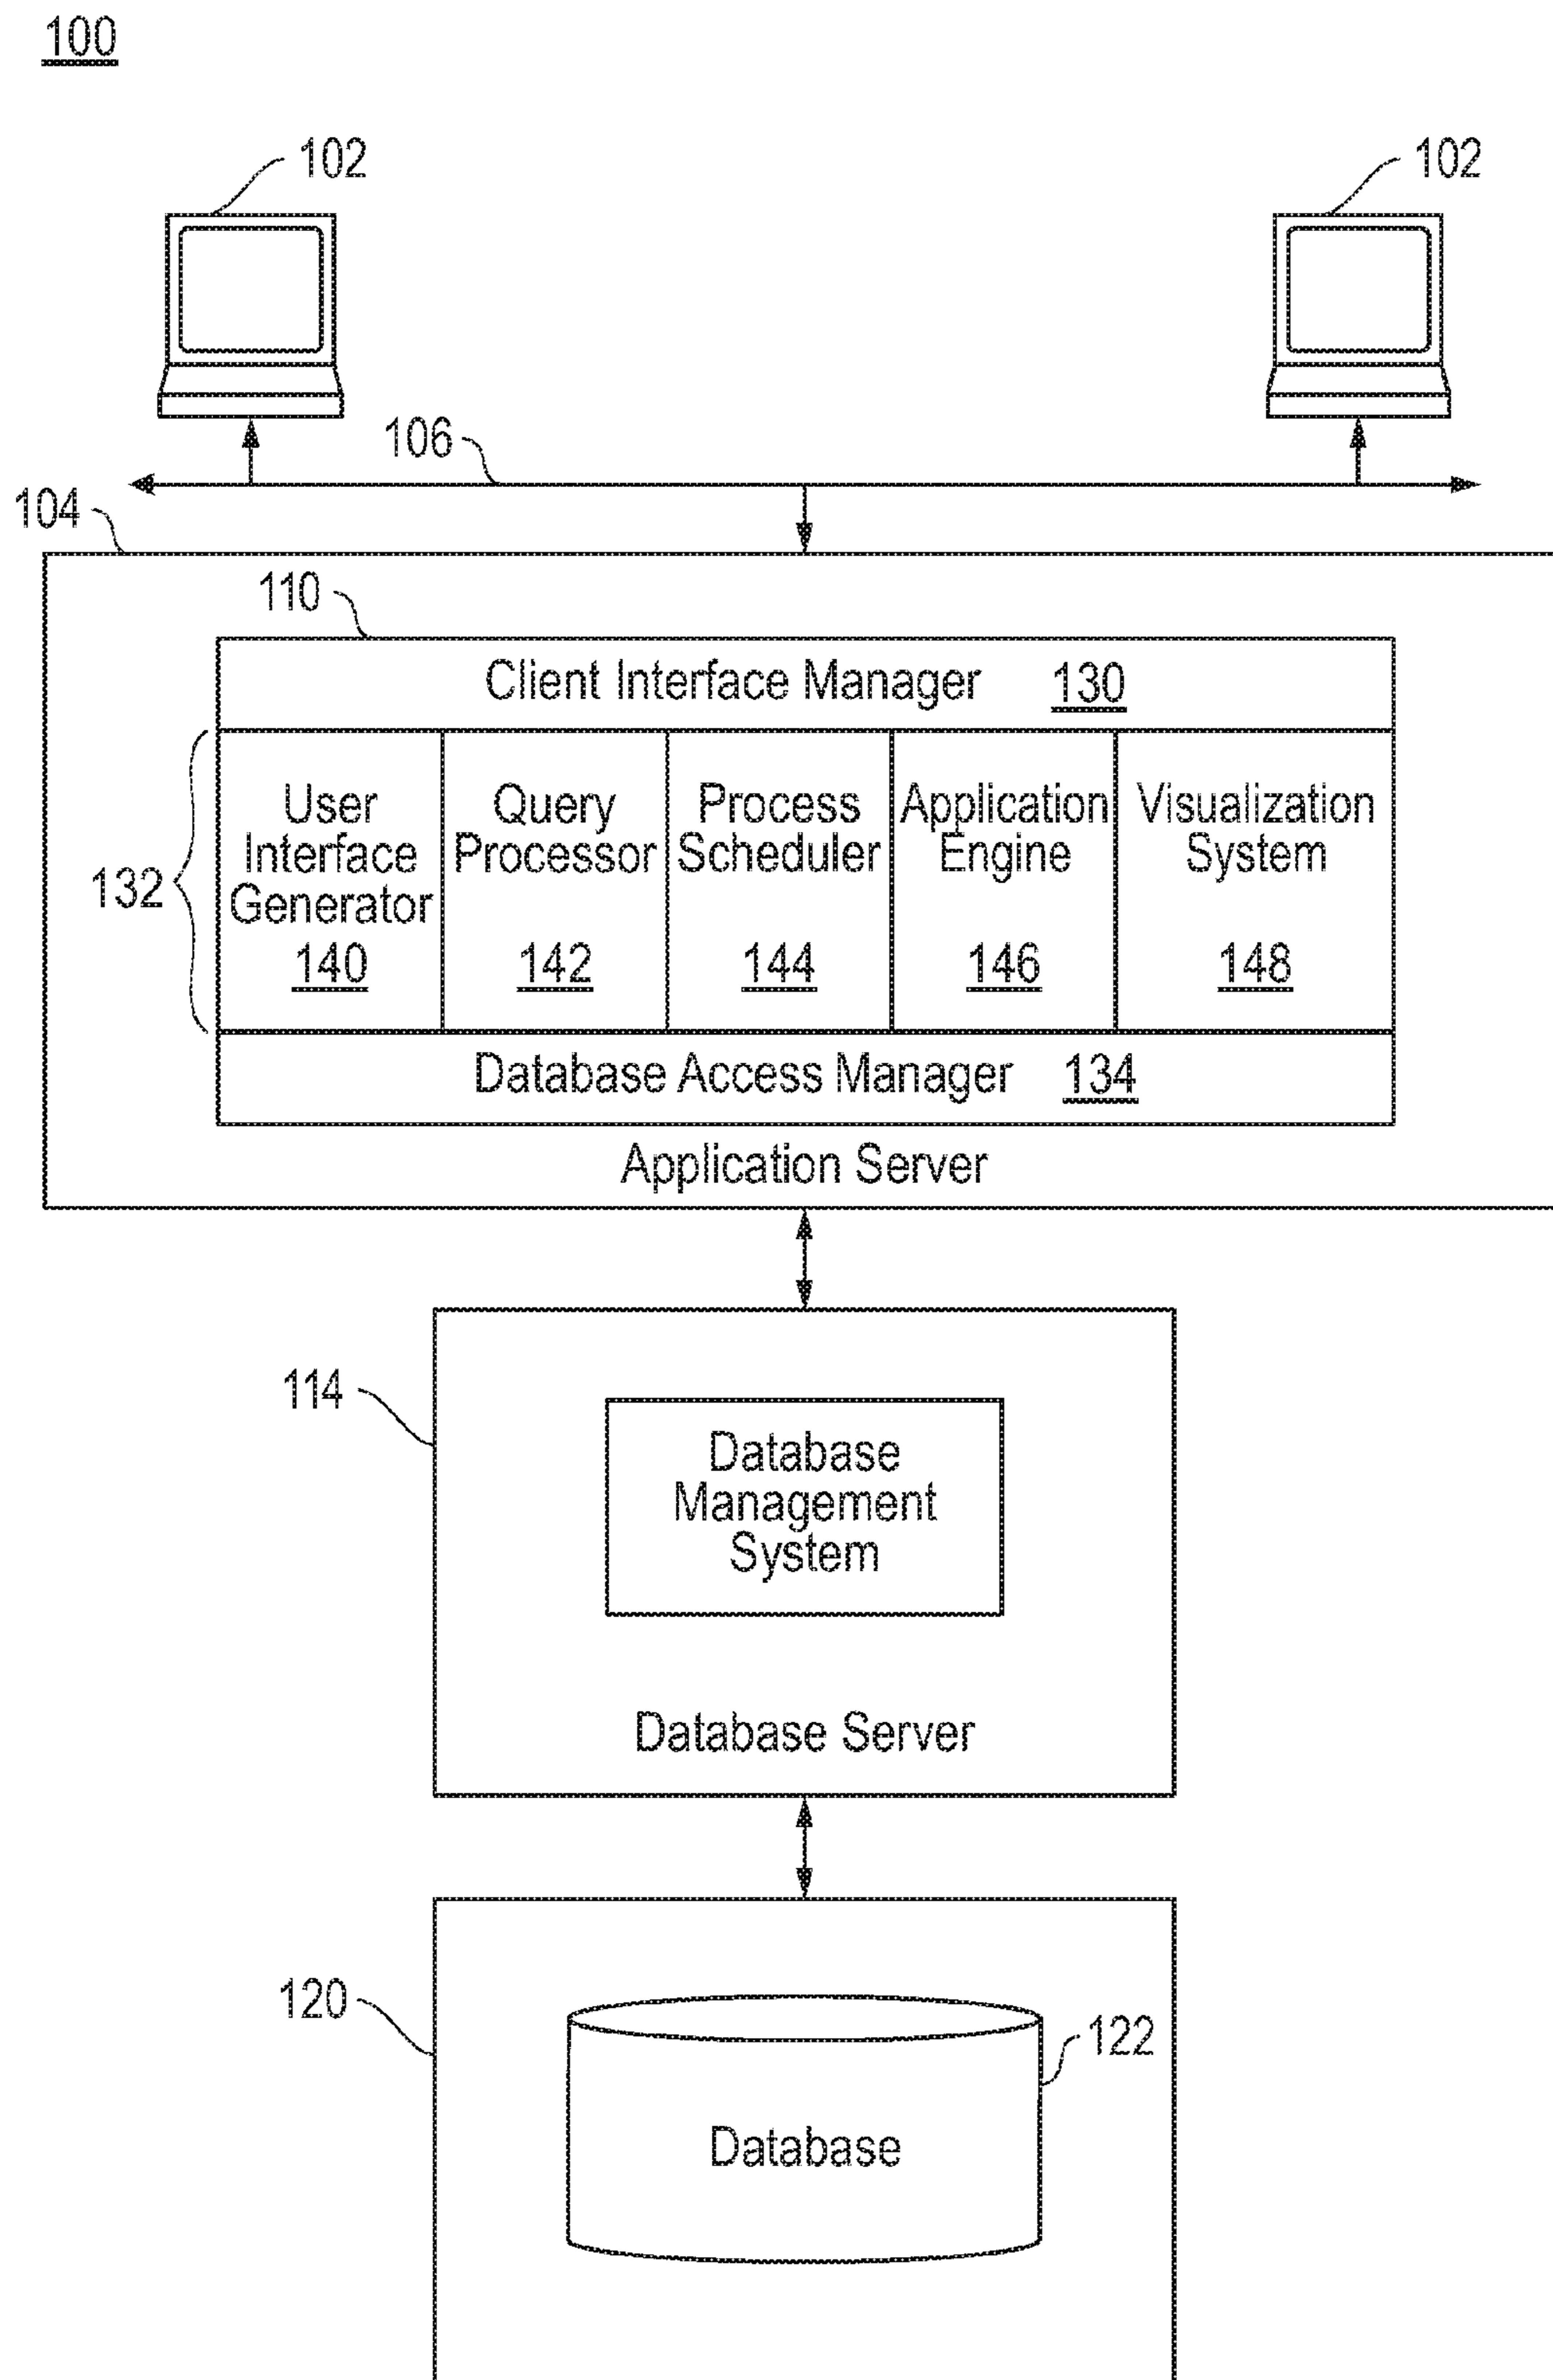 100
102
102
106
104
110
Client Interface Manager 130
132
User
Interface
Generator
140
Query
Processor
142
Process
Scheduler
144
Application
Engine
146
Visualization
System
148
Database Access Manager 134
Application Server
114
Database
Management
System
Database Server
120
122
Database